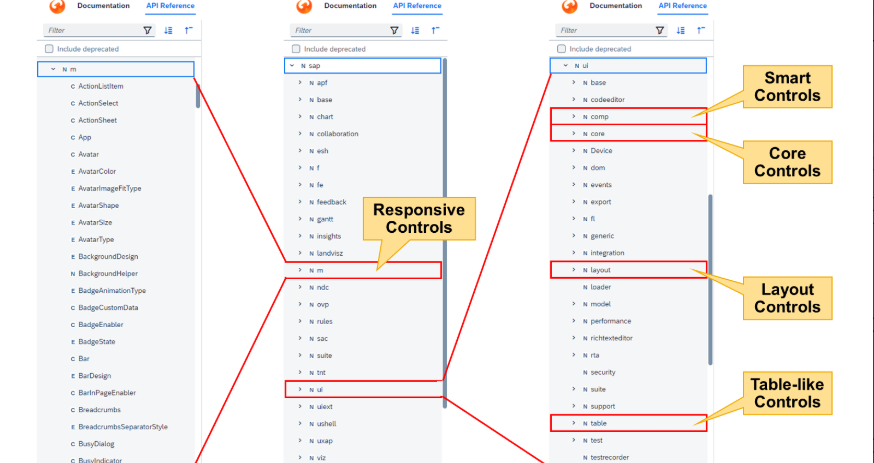 Documentation API Reference
Filter
Include deprecated
N m
C ActionListItem
C ActionSelect
C ActionSheet
C App
C Avatar
E AvatarColor
E AvatarImageFitType
E AvatarShape
E AvatarSize
E AvatarType
E BackgroundDesign
N BackgroundHelper
E BadgeAnimationType
C BadgeCustomData
C BadgeEnabler
E BadgeState
C Bar
E BarDesign
C BarInPageEnabler
C Breadcrumbs
E BreadcrumbsSeparatorStyle
C BusyDialog
C BusyIndicator
Documentation API Reference
Filter
Include deprecated
N sap
N apf
N base
N chart
N collaboration
N esh
N f
N fe
N feedback
N gantt
N insights
N landvisz
N m
N ndc
N ovp
N rules
N sac
N suite
N tnt
N ui
N uiext
N ushell
N uxap
N viz
Responsive
Controls
Documentation API Reference
Filter
Include deprecated
N ui
N base
N codeeditor
N comp
N core
N Device
N dom
N events
N export
N fl
N generic
N integration
N layout
N loader
N model
N performance
N richtexteditor
N rta
N security
N suite
N support
N table
N test
N testrecorder
Smart
Controls
Core
Controls
Layout
Controls
Table-like
Controls